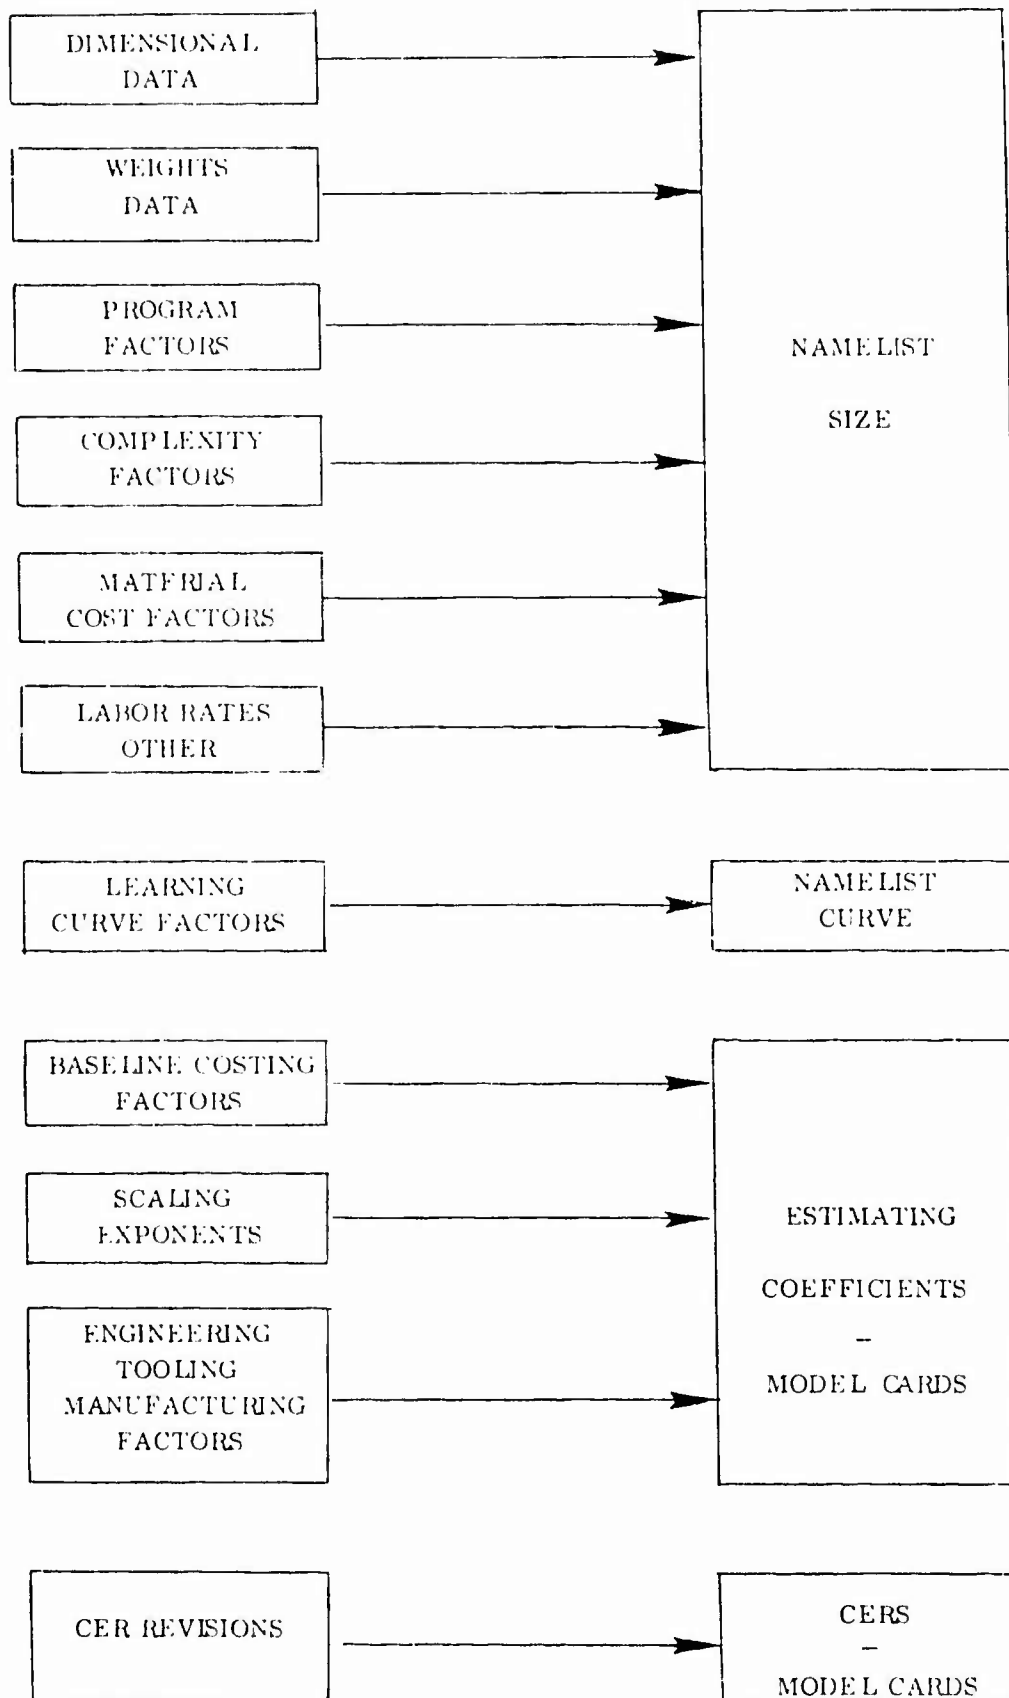 DIMENSIONAL
DATA
WEIGHTS
DATA
PROGRAM
FACTORS
COMPLEXITY
FACTORS
MATERIAL
COST FACTORS
LABOR RATES
OTHER
NAMELIST
SIZE
LEARNING
CURVE FACTORS
NAMELIST
CURVE
BASELINE COSTING
FACTORS
SCALING
EXPONENTS
ENGINEERING
TOOLING
MANUFACTURING
FACTORS
ESTIMATING
COEFFICIENTS
–
MODEL CARDS
CER REVISIONS
CERS
–
MODEL CARDS